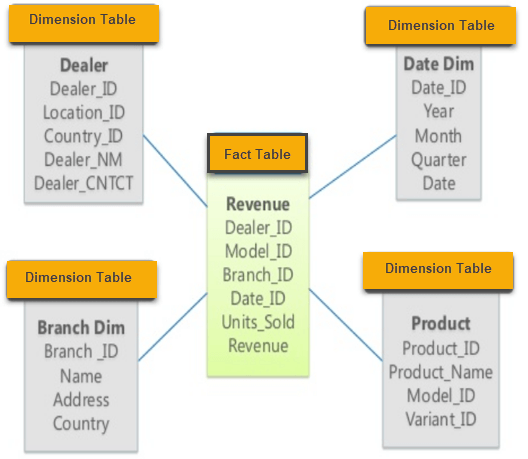 Dimension Table
Dealer
Dealer_ID
Location_ID
Country_ID
Dealer_NM
Dealer_CNTCT
Dimension Table
Date Dim
Date_ID
Year
Month
Quarter
Date
Fact Table
Revenue
Dealer_ID
Model_ID
Branch_ID
Date_ID
Units_Sold
Revenue
Dimension Table
Branch Dim
Branch _ID
Name
Address
Country
Dimension Table
Product
Product_ID
Product_Name
Model_ID
Variant_ID